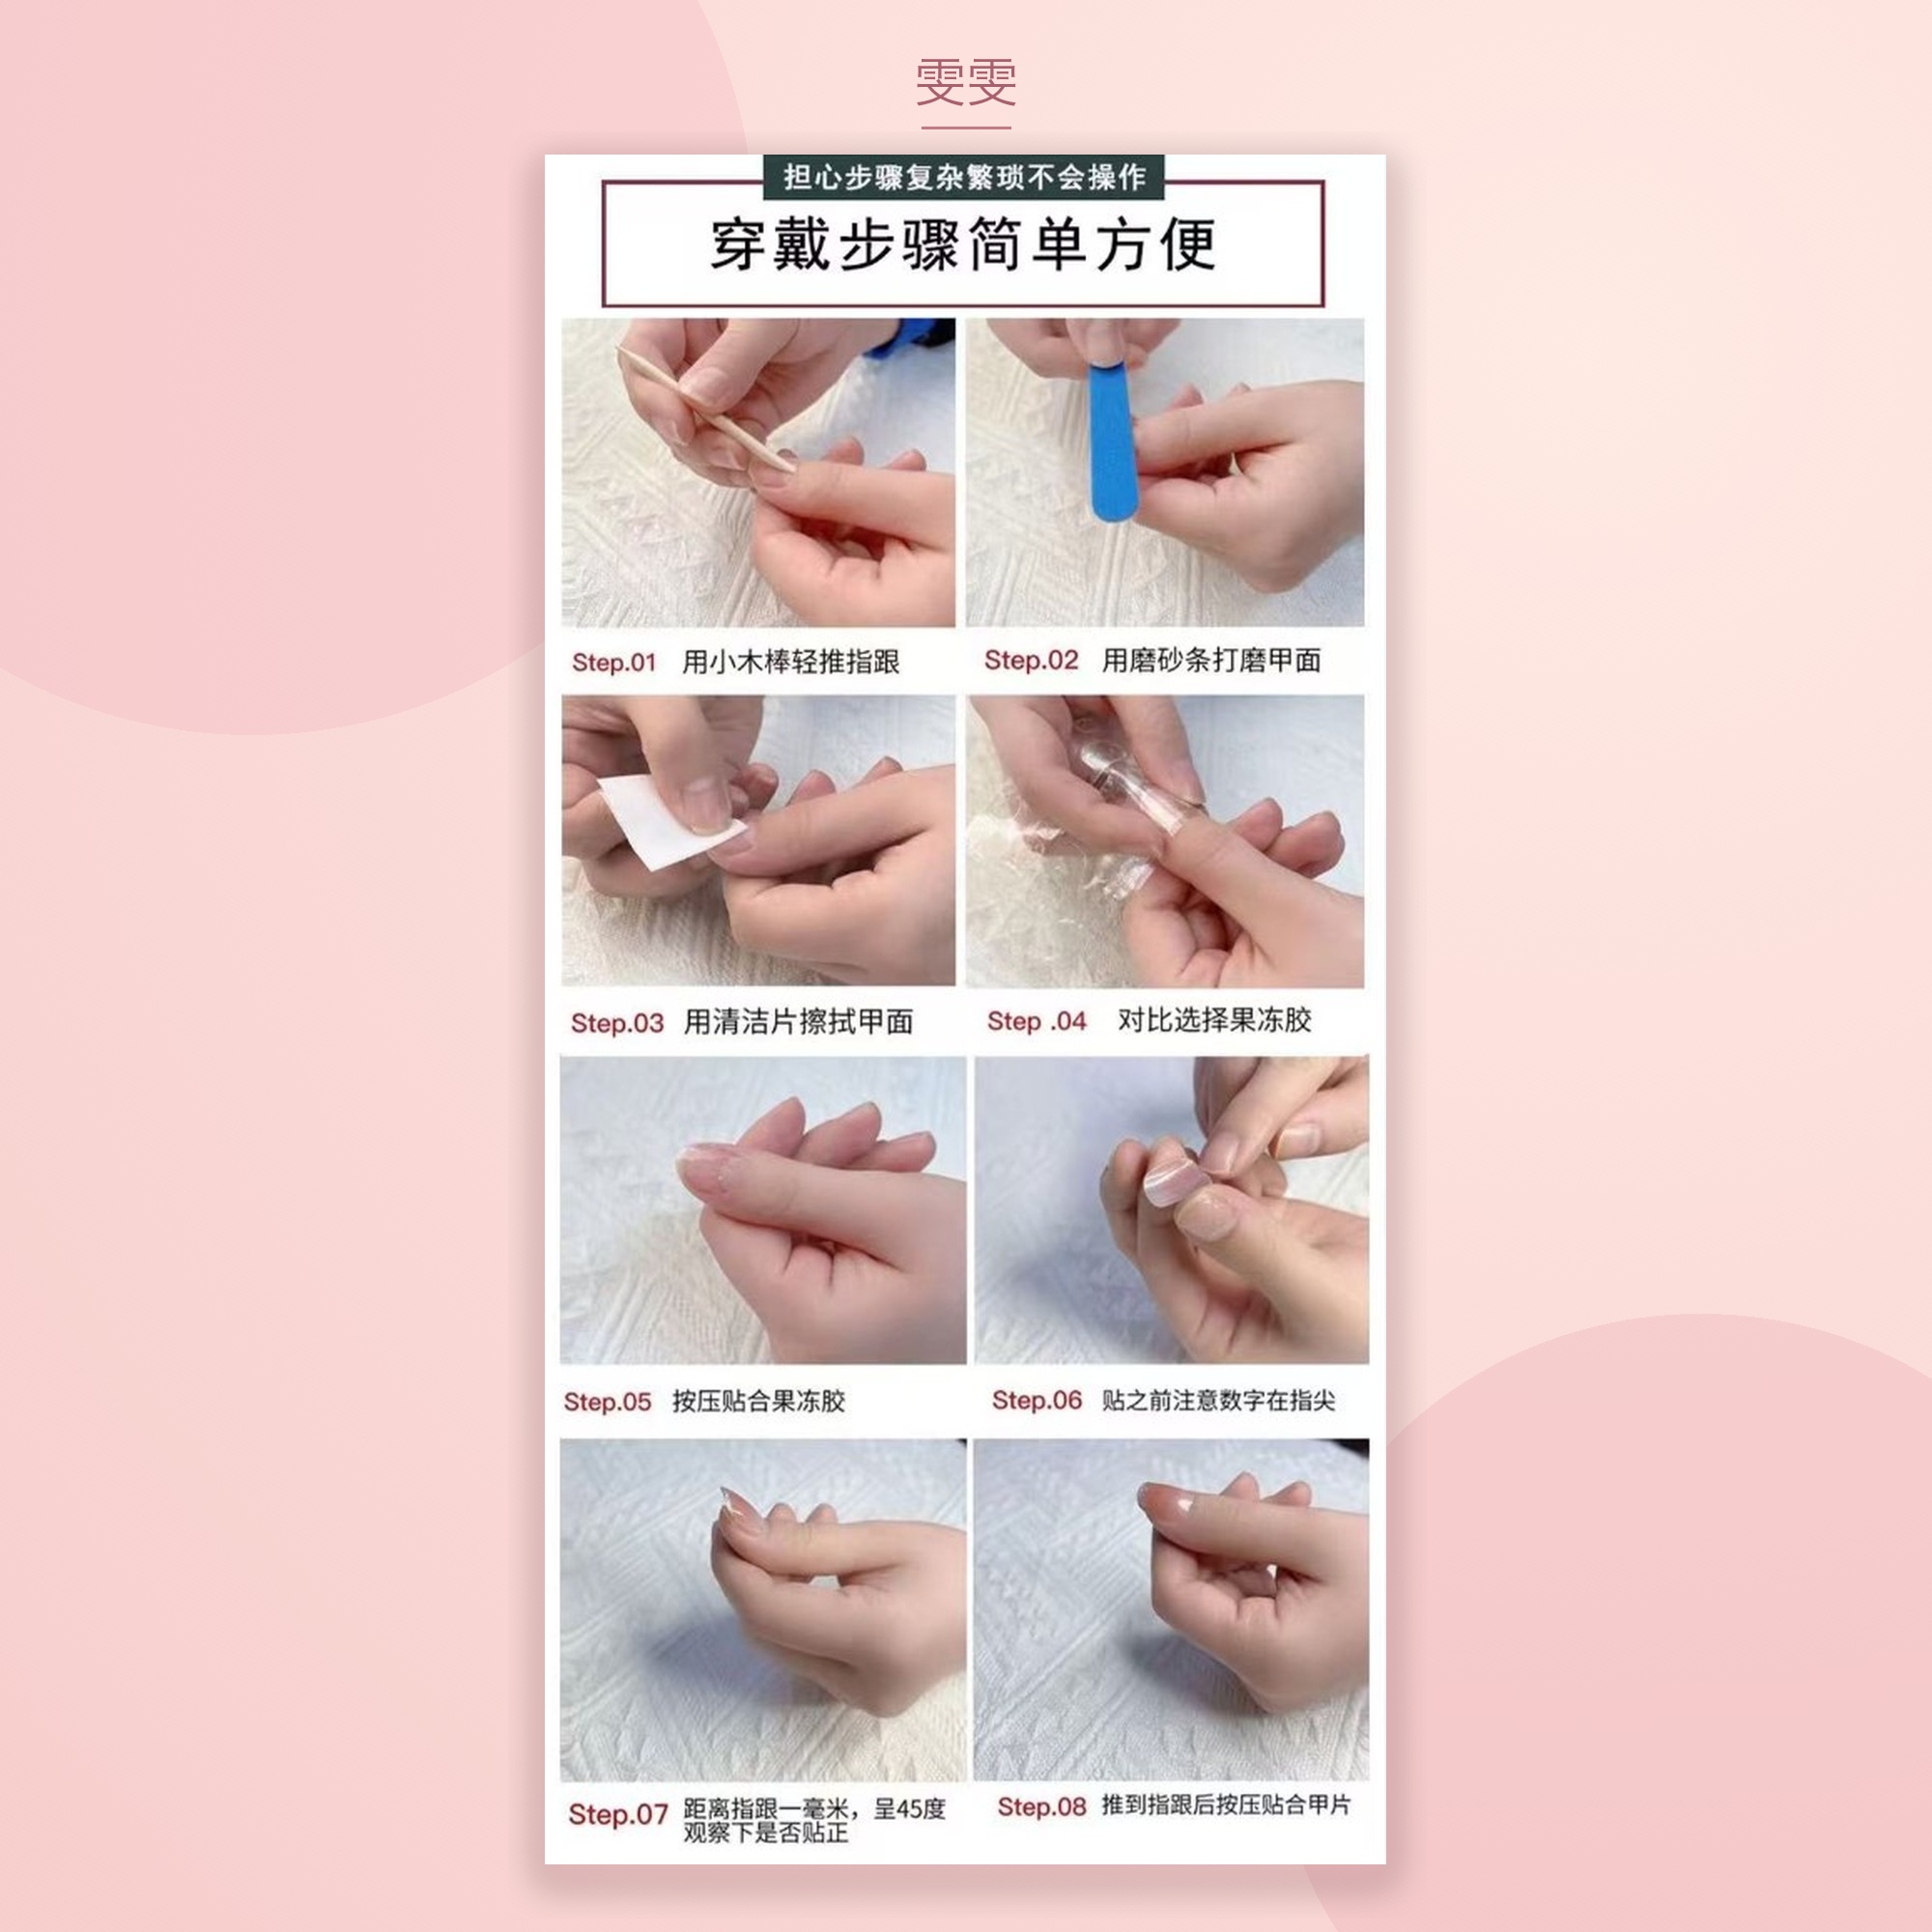 雯雯
担心步骤复杂繁琐不会操作
穿戴步骤简单方便
Step.01 用小木棒轻推指跟
Step.02 用磨砂条打磨甲面
Step.03 用清洁片擦拭甲面
Step .04 对比选择果冻胶
Step.05 按压贴合果冻胶
Step.06 贴之前注意数字在指尖
Step.07 距离指跟一毫米，呈45度
观察下是否贴正
Step.08 推到指跟后按压贴合甲片